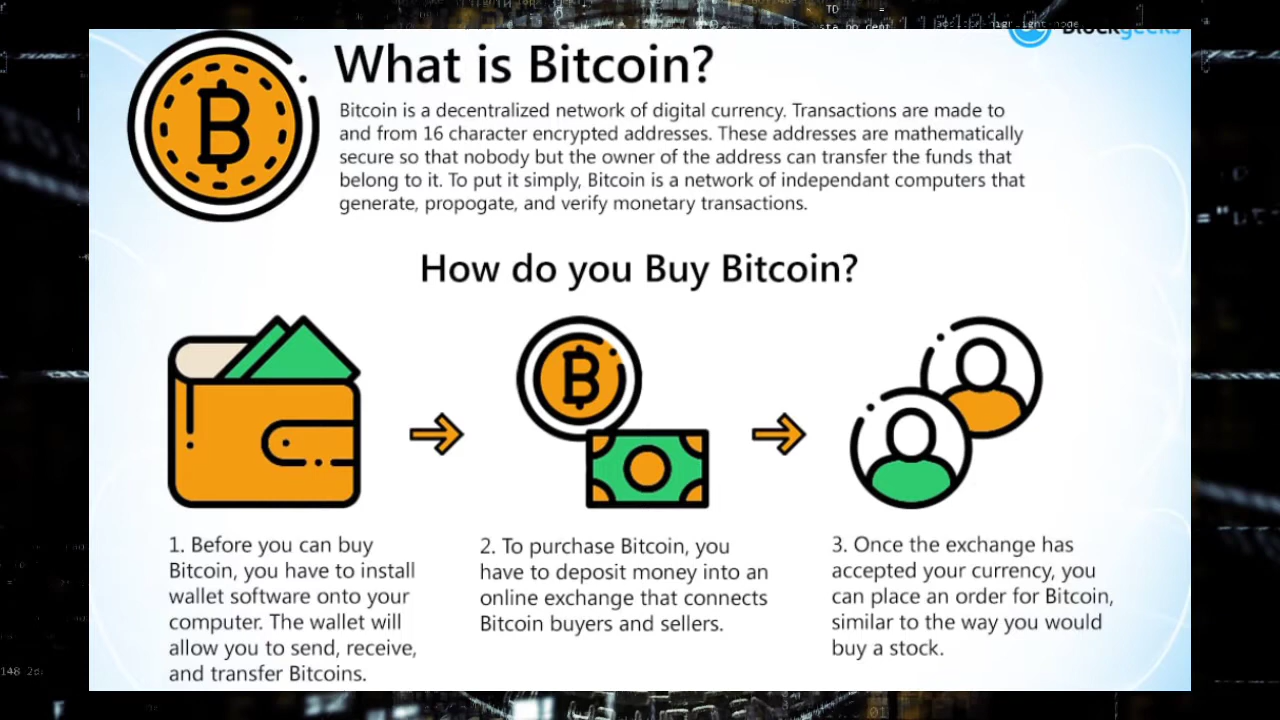 Blockgeeks
What is Bitcoin?
Bitcoin is a decentralized network of digital currency. Transactions are made to
and from 16 character encrypted addresses. These addresses are mathematically
secure so that nobody but the owner of the address can transfer the funds that
belong to it. To put it simply, Bitcoin is a network of independant computers that
generate, propogate, and verify monetary transactions.
How do you Buy Bitcoin?
1. Before you can buy
Bitcoin, you have to install
wallet software onto your
computer. The wallet will
allow you to send, receive,
and transfer Bitcoins.
2. To purchase Bitcoin, you
have to deposit money into an
online exchange that connects
Bitcoin buyers and sellers.
3. Once the exchange has
accepted your currency, you
can place an order for Bitcoin,
similar to the way you would
buy a stock.